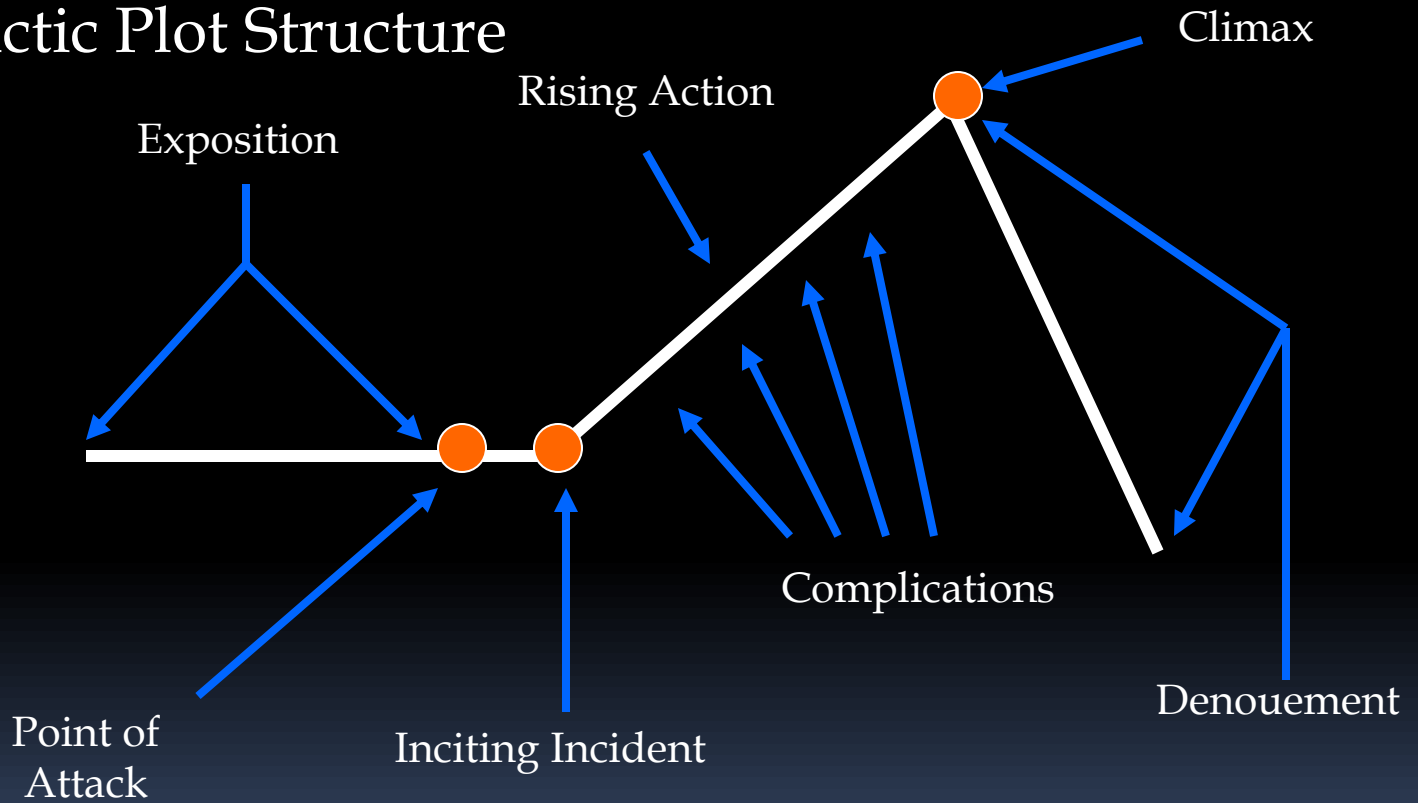 ctic Plot Structure
Climax
Rising Action
Exposition
Complications
Denouement
Point of
Attack
Inciting Incident